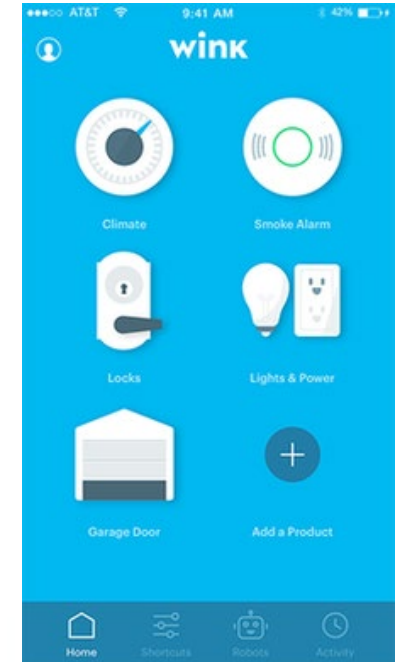 AT&T 9:41 AM 42%
wink
Climate Smoke Alarm
Locks Lights & Power
Garage Door Add a Product
Home Shortcuts Robots Activity